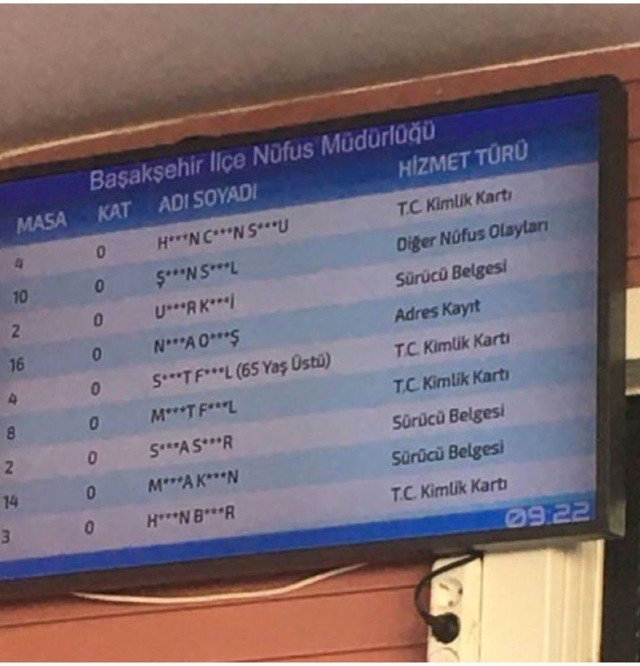 Başakşehir İlçe Nüfus Müdürlüğü
MASA KAT ADI SOYADI HİZMET TÜRÜ
4 0 H***N C***N S***U T.C. Kimlik Kartı
10 0 Ş***N S***L Diğer Nüfus Olayları
2 0 U***R K***İ Sürücü Belgesi
16 0 N***A O***Ş Adres Kayıt
4 0 S***T F***L (65 Yaş Üstü) T.C. Kimlik Kartı
8 0 M***T F***L T.C. Kimlik Kartı
2 0 S***A S***R Sürücü Belgesi
14 0 M***A K***N Sürücü Belgesi
3 0 H***N B***R T.C. Kimlik Kartı
09:22